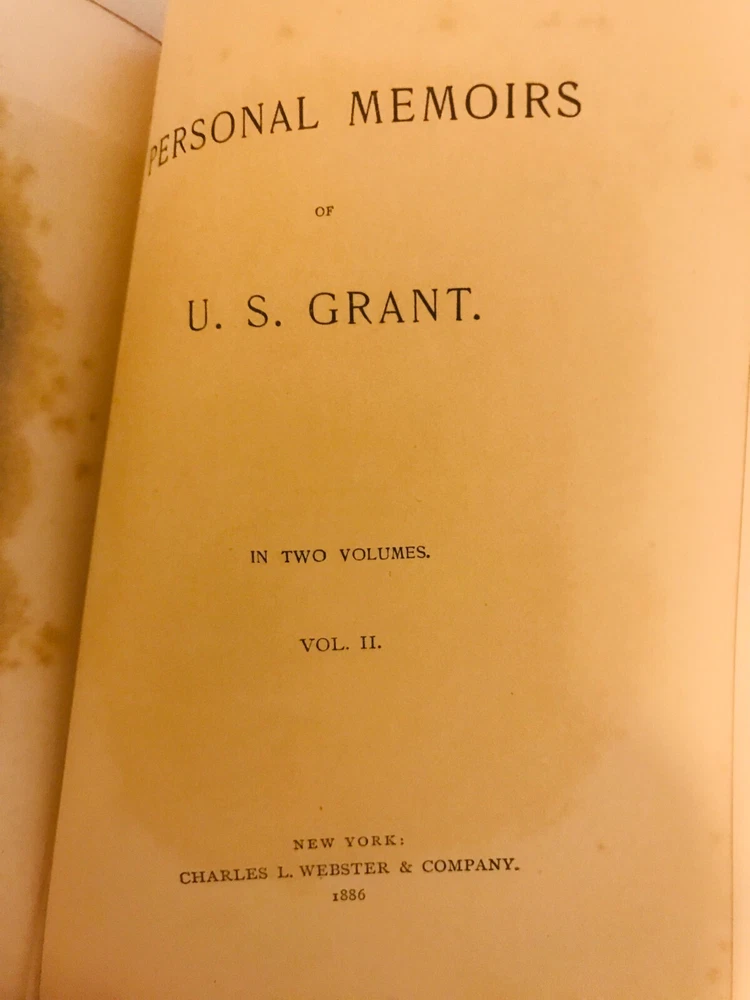 PERSONAL MEMOIRS
OF
U. S. GRANT.
IN TWO VOLUMES.
VOL. II.
NEW YORK:
CHARLES L. WEBSTER & COMPANY.
1886